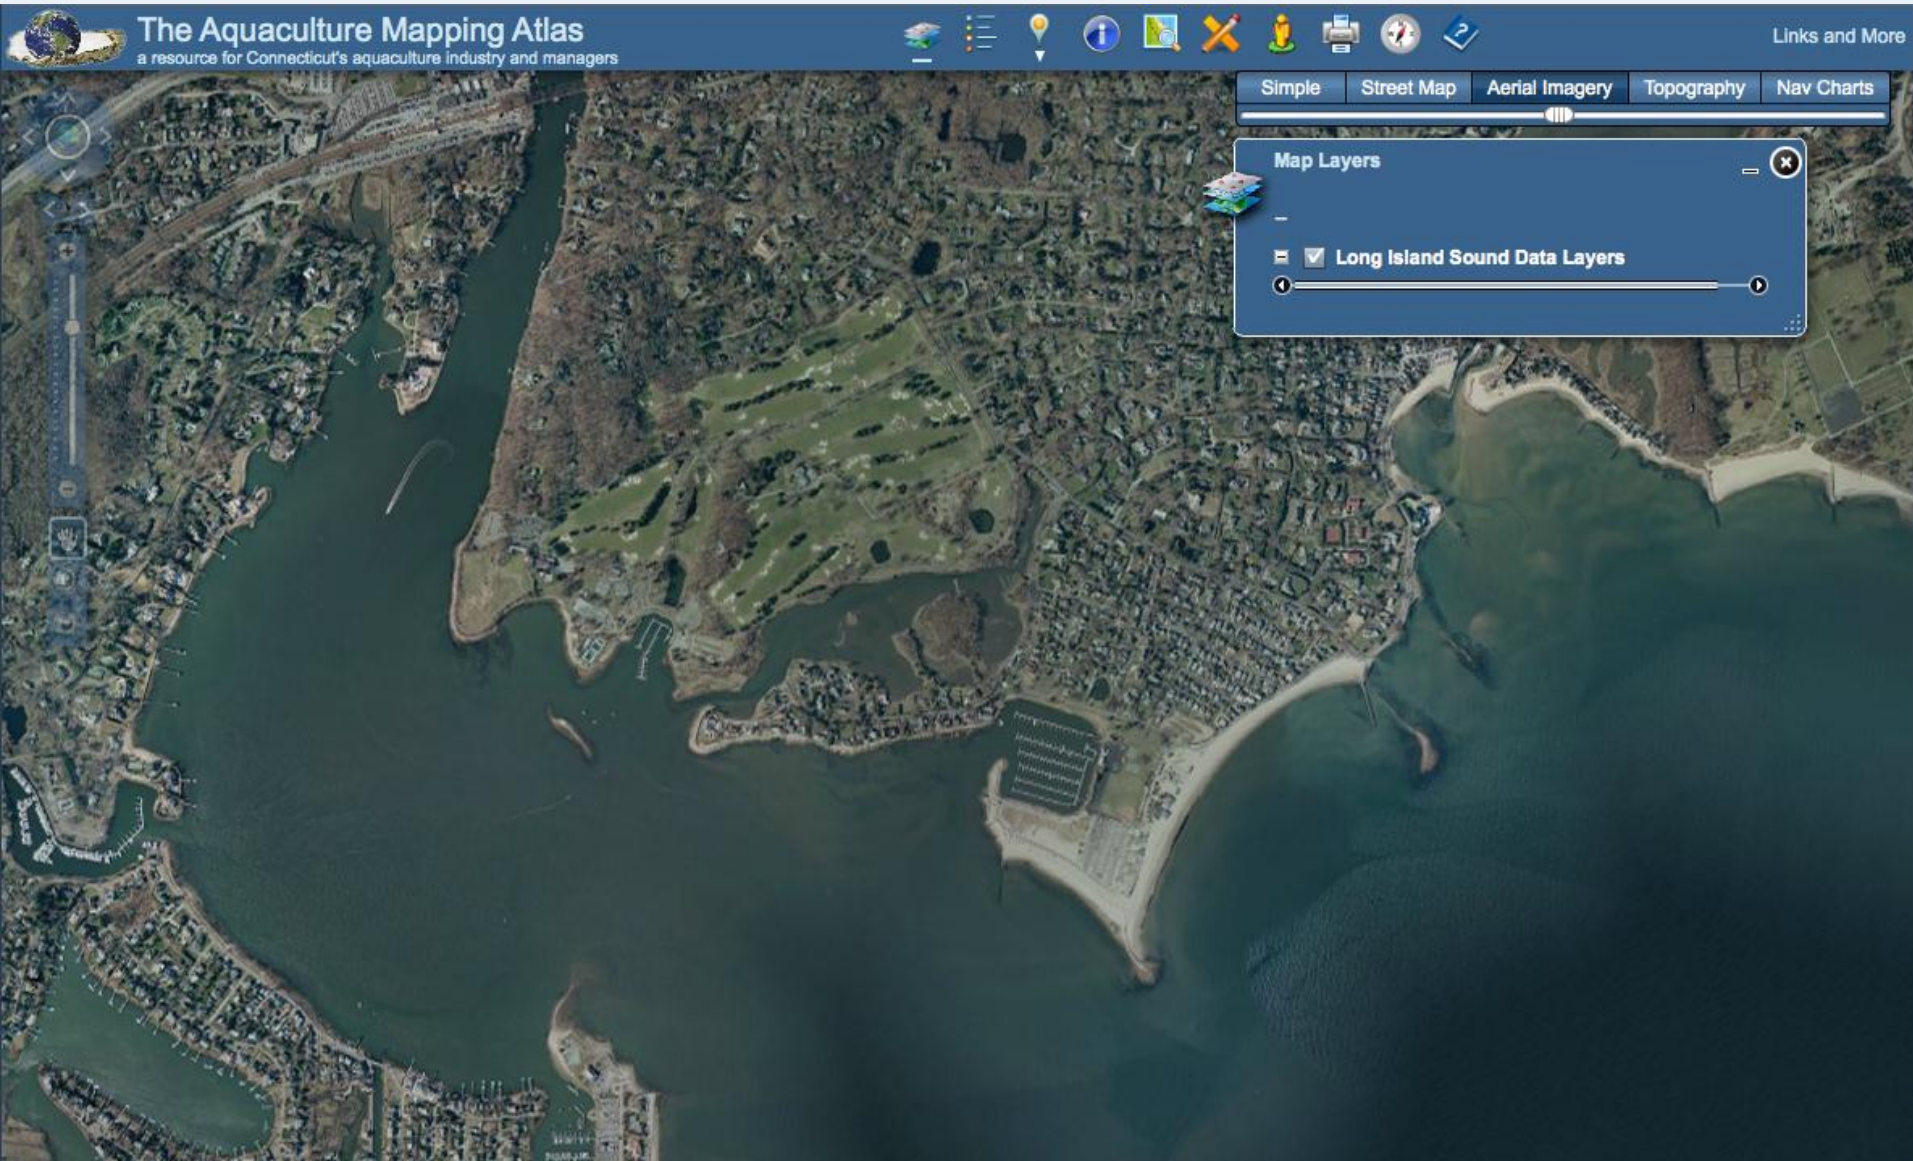 The Aquaculture Mapping Atlas
a resource for Connecticut's aquaculture industry and managers
Links and More
Simple
Street Map
Aerial Imagery
Topography
Nav Charts
Map Layers
Long Island Sound Data Layers